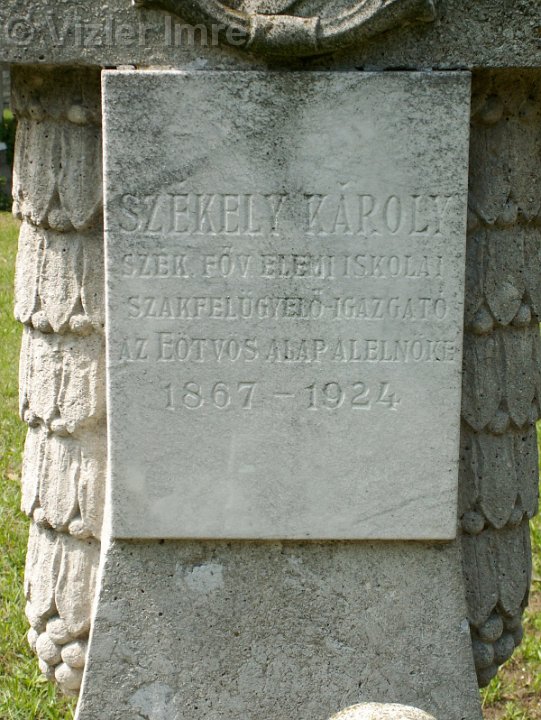 © Vizler Imre
SZÉKELY KÁROLY
SZÉK. FŐV. ELEMI ISKOLAI
SZAKFELÜGYELŐ-IGAZGATÓ
AZ EÖTVÖS ALAP ALELNÖKE
1867 – 1924